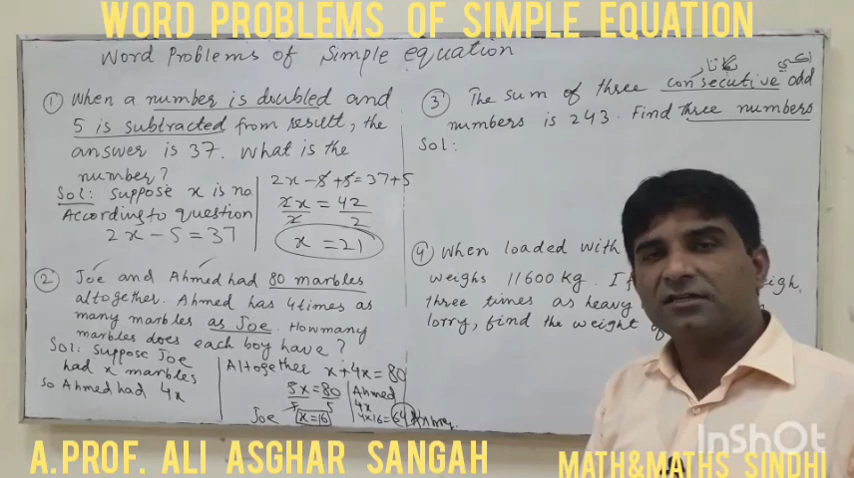 WORD PROBLEMS OF SIMPLE EQUATION
Word Problems of Simple equation
① When a number is doubled and
5 is subtracted from result, the
answer is 37. What is the
number?
Sol: Suppose x is no
According to question
2x - 5 = 37
2x - 5 + 5 = 37 + 5
2x/2 = 42/2
x = 21
② Joe and Ahmed had 80 marbles
altogether. Ahmed has 4 times as
many marbles as Joe. How many
marbles does each boy have?
Sol: Suppose Joe
had x marbles
So Ahmed had 4x
Altogether x + 4x = 80
5x/5 = 80/5
Joe x = 16
Ahmed
4x
4x16 = 64
③ The sum of three consecutive odd
numbers is 243. Find three numbers
Sol:
④ When loaded with
weighs 11600 kg. I
three times as heavy
lorry, find the weight
A.PROF. ALI ASGHAR SANGAH
MATH&MATHS SINDHI
InShOt